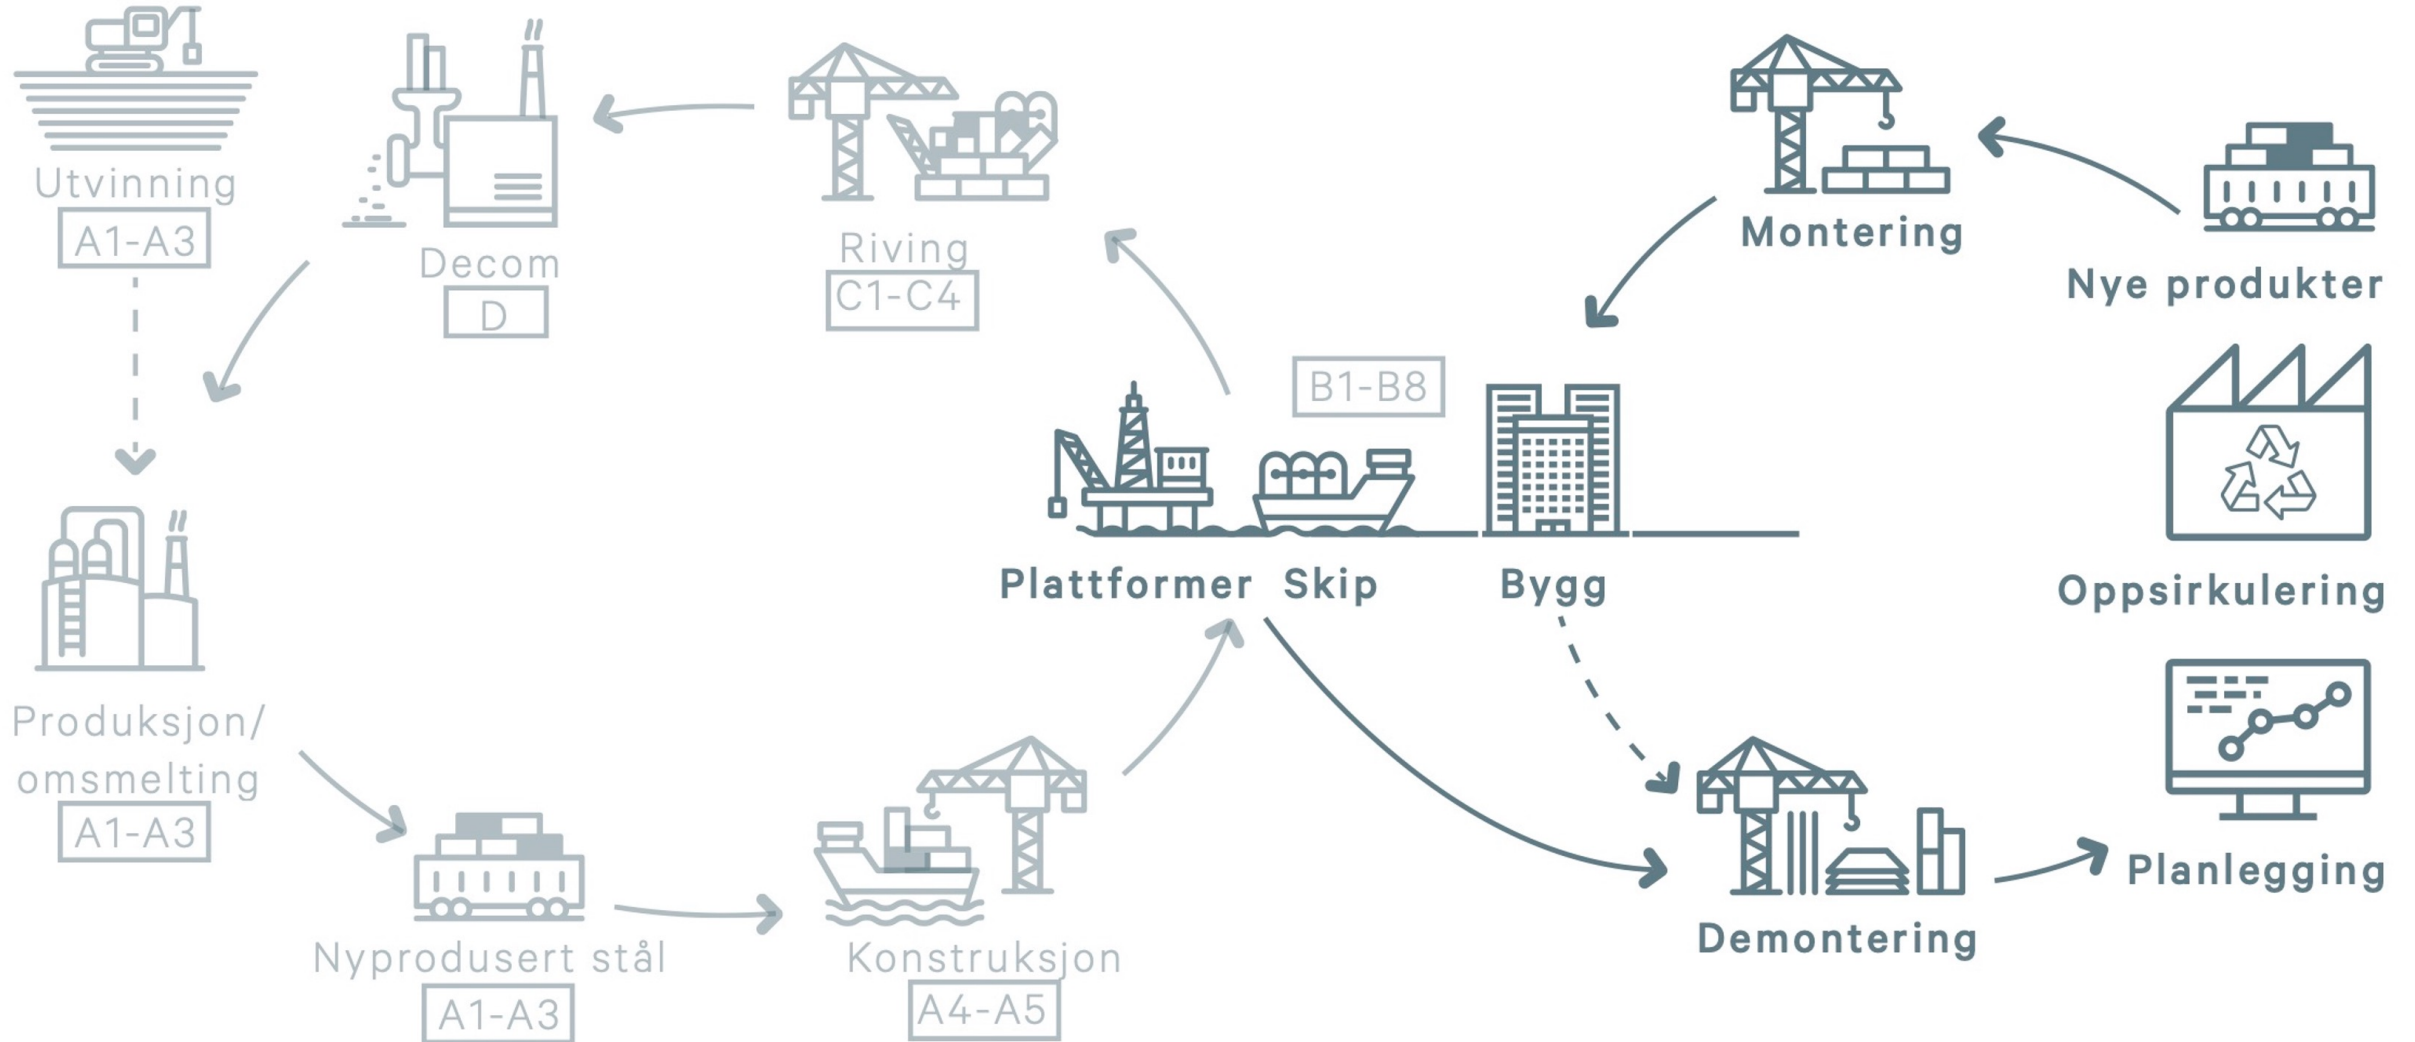 Utvinning
A1-A3
Decom
D
Riving
C1-C4
Montering
Nye produkter
B1-B8
Plattformer
Skip
Bygg
Oppsirkulering
Produksjon/
omsmelting
A1-A3
Nyprodusert stål
A1-A3
Konstruksjon
A4-A5
Demontering
Planlegging